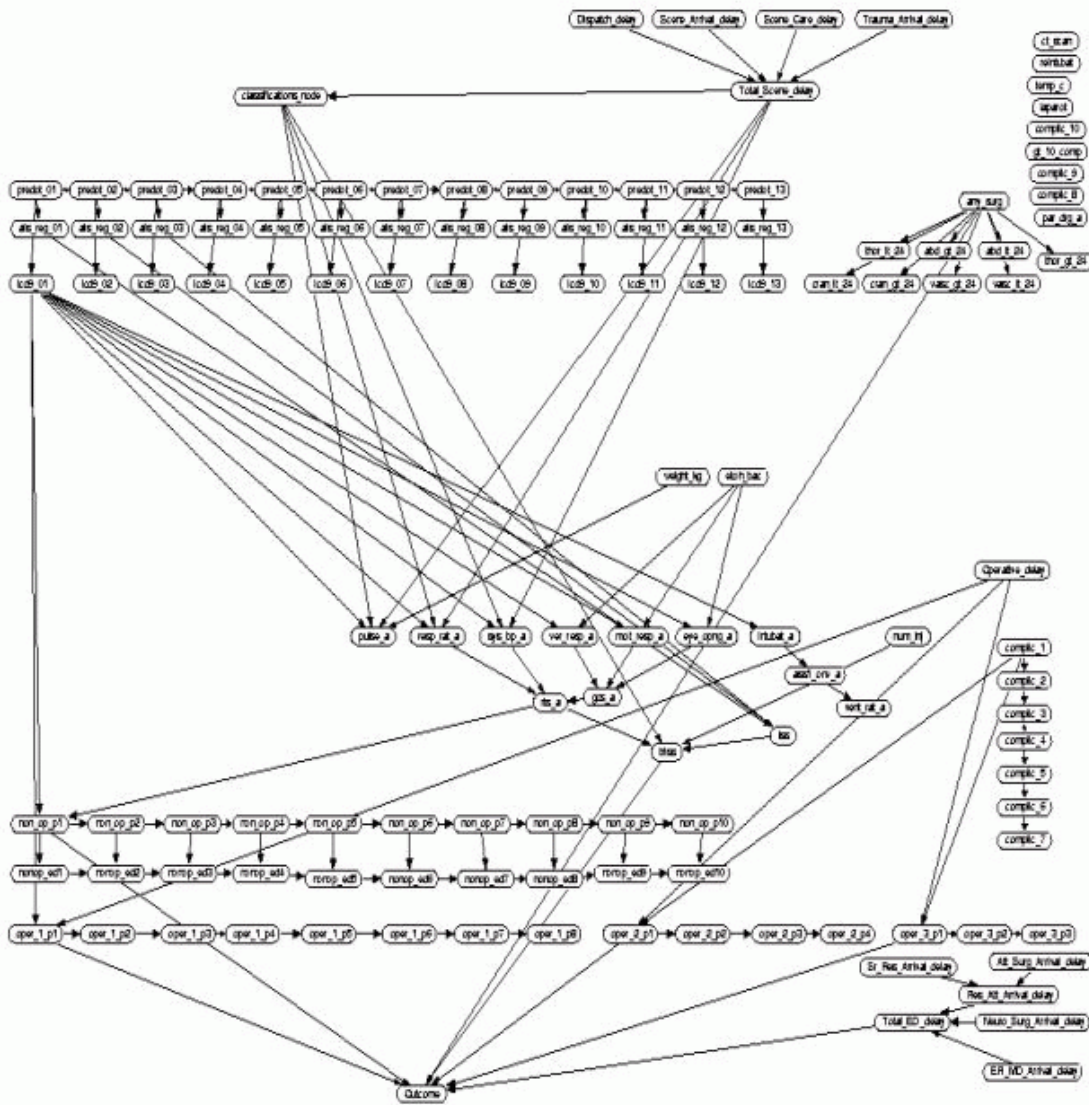 Dispatch_delay Scene_Arrival_delay Scene_Care_delay Trauma_Arrival_delay
ct_scan
reintubat
classifications_node Total_Scene_delay temp_c
laparot
complic_10
gt_10_comp
complic_9
predot_01 predot_02 predot_03 predot_04 predot_05 predot_06 predot_07 predot_08 predot_09 predot_10 predot_11 predot_12 predot_13
complic_8
any_surg
par_drg_a
ais_reg_01 ais_reg_02 ais_reg_03 ais_reg_04 ais_reg_05 ais_reg_06 ais_reg_07 ais_reg_08 ais_reg_09 ais_reg_10 ais_reg_11 ais_reg_12 ais_reg_13
thor_lt_24 abd_gt_24 abd_lt_24 thor_gt_24
icd9_01 icd9_02 icd9_03 icd9_04 icd9_05 icd9_06 icd9_07 icd9_08 icd9_09 icd9_10 icd9_11 icd9_12 icd9_13
cran_lt_24 cran_gt_24 vasc_gt_24 vasc_lt_24
weight_kg etoh_bac
Operative_delay
pulse_a resp_rat_a sys_bp_a ver_resp_a mot_resp_a eye_opng_a intubat_a num_inj
complic_1
complic_2
gcs_a
rts_a vent_rat_a
complic_3
iss
complic_4
complic_5
complic_6
non_op_p1 non_op_p2 non_op_p3 non_op_p4 non_op_p5 non_op_p6 non_op_p7 non_op_p8 non_op_p9 non_op_p10
complic_7
nonop_ed1 nonop_ed2 nonop_ed3 nonop_ed4 nonop_ed5 nonop_ed6 nonop_ed7 nonop_ed8 nonop_ed9 nonop_ed10
oper_1_p1 oper_1_p2 oper_1_p3 oper_1_p4 oper_1_p5 oper_1_p6 oper_1_p7 oper_1_p8 oper_2_p1 oper_2_p2 oper_2_p3 oper_2_p4 oper_3_p1 oper_3_p2 oper_3_p3
Sr_Res_Arrival_delay Att_Surg_Arrival_delay
Res_Att_Arrival_delay
Total_ED_delay Neuro_Surg_Arrival_delay
ER_MD_Arrival_delay
Outcome